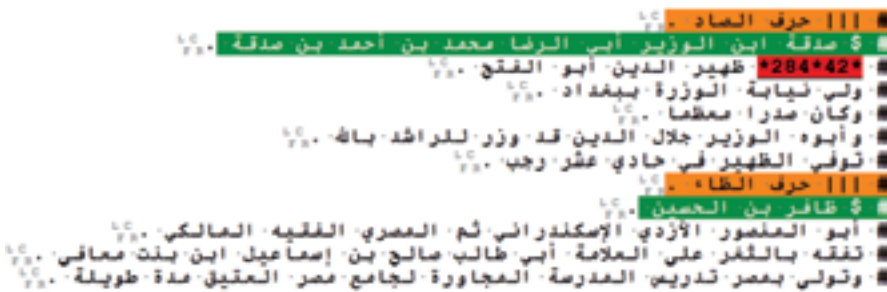 # ||| حرف الصاد .
# $ صدقة ابن الوزير أبي الرضا محمد بن أحمد بن صدقة .
# *42*284* ظهير الدين أبو الفتح .
# ولي نيابة الوزرة ببغداد .
# وكان صدرا معظما .
# وأبوه الوزير جلال الدين قد وزر للراشد بالله .
# توفي الظهير في حادي عشر رجب .
# ||| حرف الظاء .
# $ ظافر بن الحسين .
# أبو المنصور الأزدي الإسكندراني ثم المصري الفقيه المالكي .
# تفقه بالثغر على العلامة أبي طالب صالح بن إسماعيل ابن بنت معافى .
# وتولى بمصر تدريس المدرسة المجاورة لجامع مصر العتيق مدة طويلة .